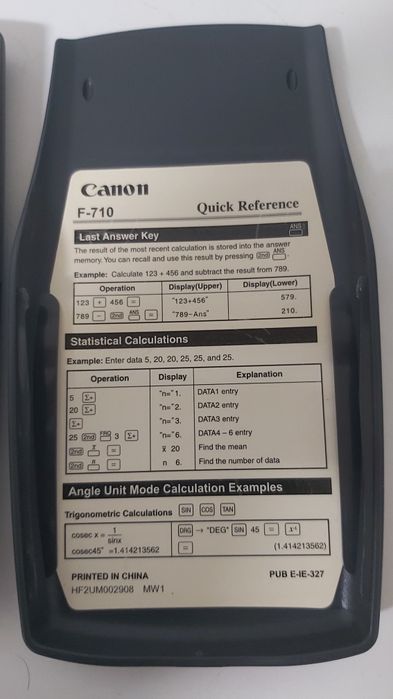 Canon
F-710 Quick Reference
Last Answer Key ANS
The result of the most recent calculation is stored into the answer
memory. You can recall and use this result by pressing 2nd ANS.
Example: Calculate 123 + 456 and subtract the result from 789.
Operation Display(Upper) Display(Lower)
123 + 456 = "123+456" 579.
789 − 2nd ANS = "789-Ans" 210.
Statistical Calculations
Example: Enter data 5, 20, 20, 25, 25, and 25.
Operation Display Explanation
5 Σ+ "n="1. DATA1 entry
20 Σ+ "n="2. DATA2 entry
Σ+ "n="3. DATA3 entry
25 2nd FRQ 3 Σ+ "n="6. DATA4 – 6 entry
2nd x̄ = x̄ 20 Find the mean
2nd n = n 6. Find the number of data
Angle Unit Mode Calculation Examples
Trigonometric Calculations SIN COS TAN
cosec x = 1/sinx DRG → "DEG" SIN 45 = x⁻¹
cosec45° =1.414213562 = (1.414213562)
PRINTED IN CHINA PUB E-IE-327
HF2UM002908 MW1